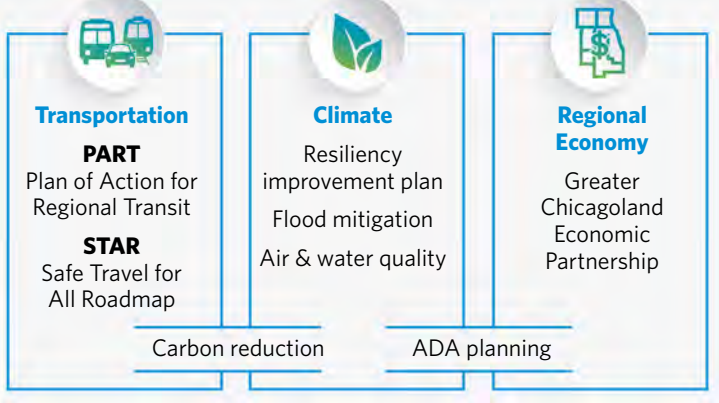 Transportation
PART
Plan of Action for
Regional Transit
STAR
Safe Travel for
All Roadmap
Climate
Resiliency
improvement plan
Flood mitigation
Air & water quality
$
Regional
Economy
Greater
Chicagoland
Economic
Partnership
Carbon reduction
ADA planning